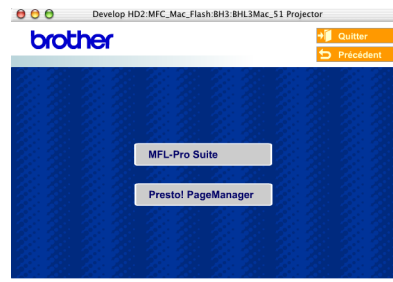 Develop HD2:MFC_Mac_Flash:BH3:BHL3Mac_S1 Projector
brother
Quitter
Précédent
MFL-Pro Suite
Presto! PageManager